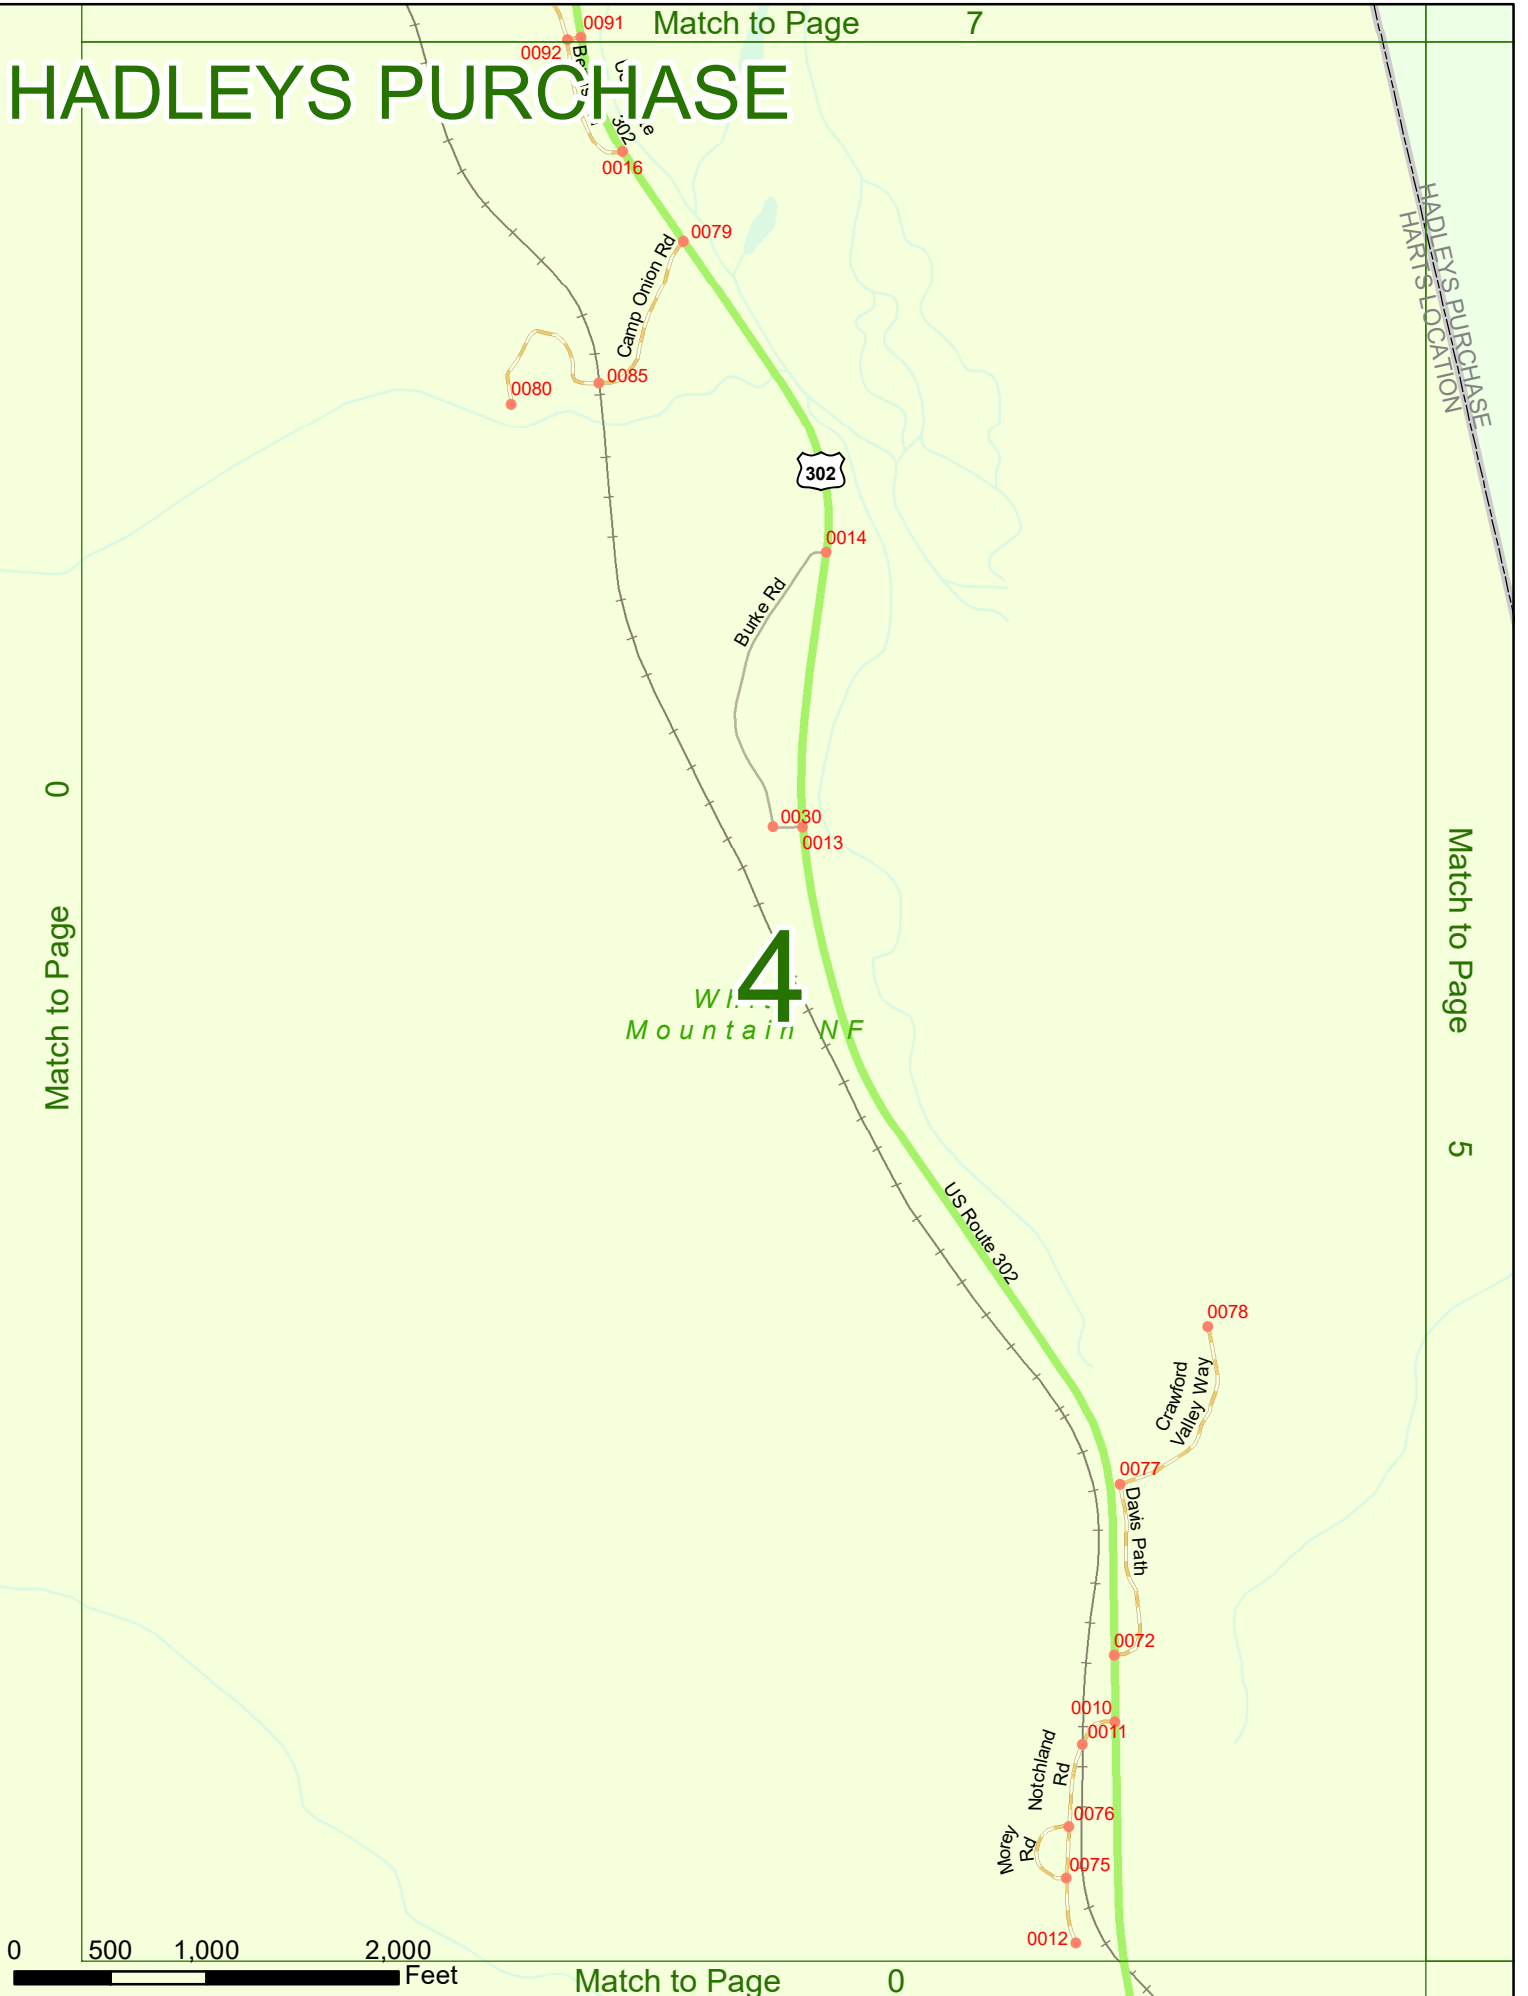 Match to Page 7
HADLEYS PURCHASE
0091
0092
302
0016
0079
Camp Onion Rd
0085
0080
HADLEYS PURCHASE
HARTS LOCATION
302
0014
Burke Rd
0030
0013
Match to Page 0
Match to Page 5
4
Mountain NF
US Route 302
0078
Crawford
Valley Way
0077
Davis Path
0072
0010
0011
Notchland
Rd
0076
Morey
Rd
0075
0012
0 500 1,000 2,000
Feet
Match to Page 0